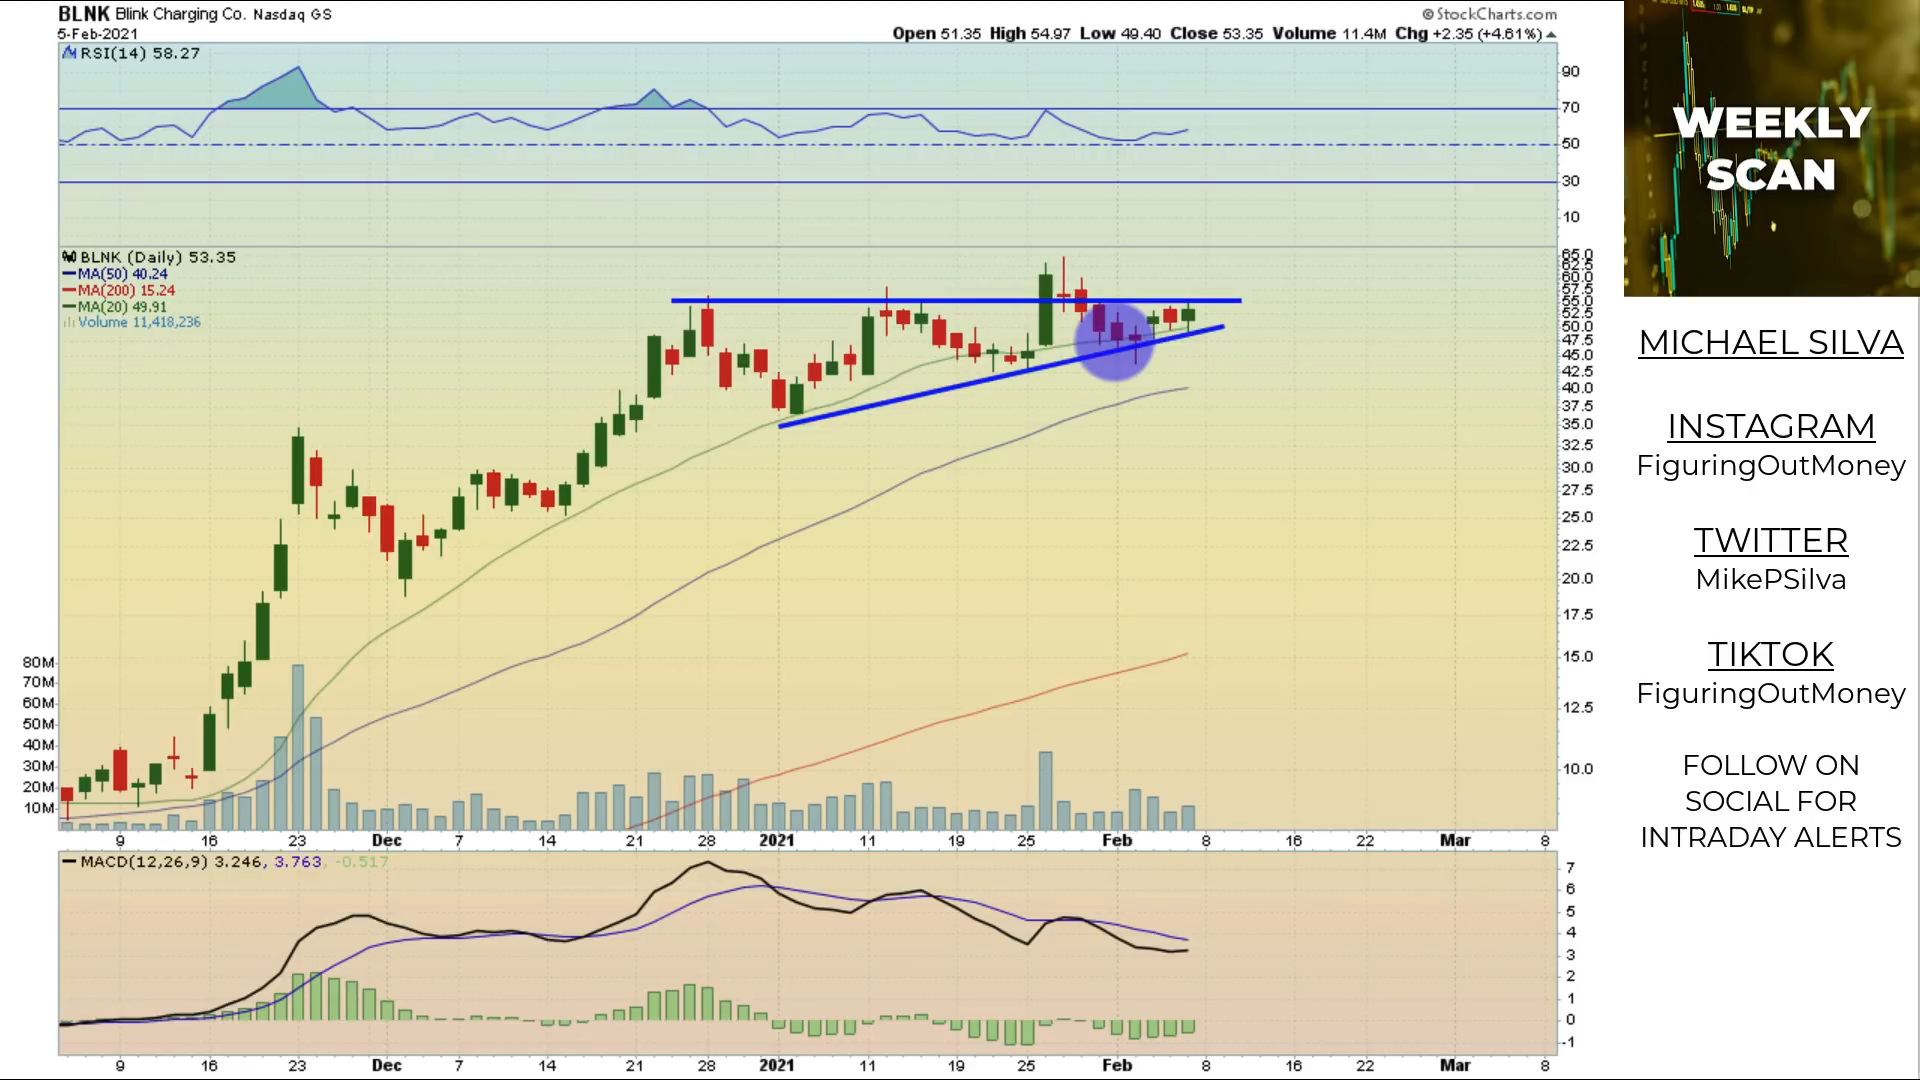 BLNK Blink Charging Co. Nasdaq GS
© StockCharts.com
5-Feb-2021
Open 51.35 High 54.97 Low 49.40 Close 53.35 Volume 11.4M Chg +2.35 (+4.61%)
RSI(14) 58.27
90
70
50
30
10
BLNK (Daily) 53.35
MA(50) 40.24
MA(200) 15.24
MA(20) 49.91
Volume 11,418,236
65.0
62.5
60.0
57.5
55.0
52.5
50.0
47.5
45.0
42.5
40.0
37.5
35.0
32.5
30.0
27.5
25.0
22.5
20.0
17.5
15.0
12.5
10.0
80M
70M
60M
50M
40M
30M
20M
10M
9 16 23 Dec 7 14 21 28 2021 11 19 25 Feb 8 16 22 Mar 8
MACD(12,26,9) 3.246, 3.763, -0.517
7
6
5
4
3
2
1
0
-1
9 16 23 Dec 7 14 21 28 2021 11 19 25 Feb 8 16 22 Mar 8
WEEKLY
SCAN
MICHAEL SILVA
INSTAGRAM
FiguringOutMoney
TWITTER
MikePSilva
TIKTOK
FiguringOutMoney
FOLLOW ON
SOCIAL FOR
INTRADAY ALERTS